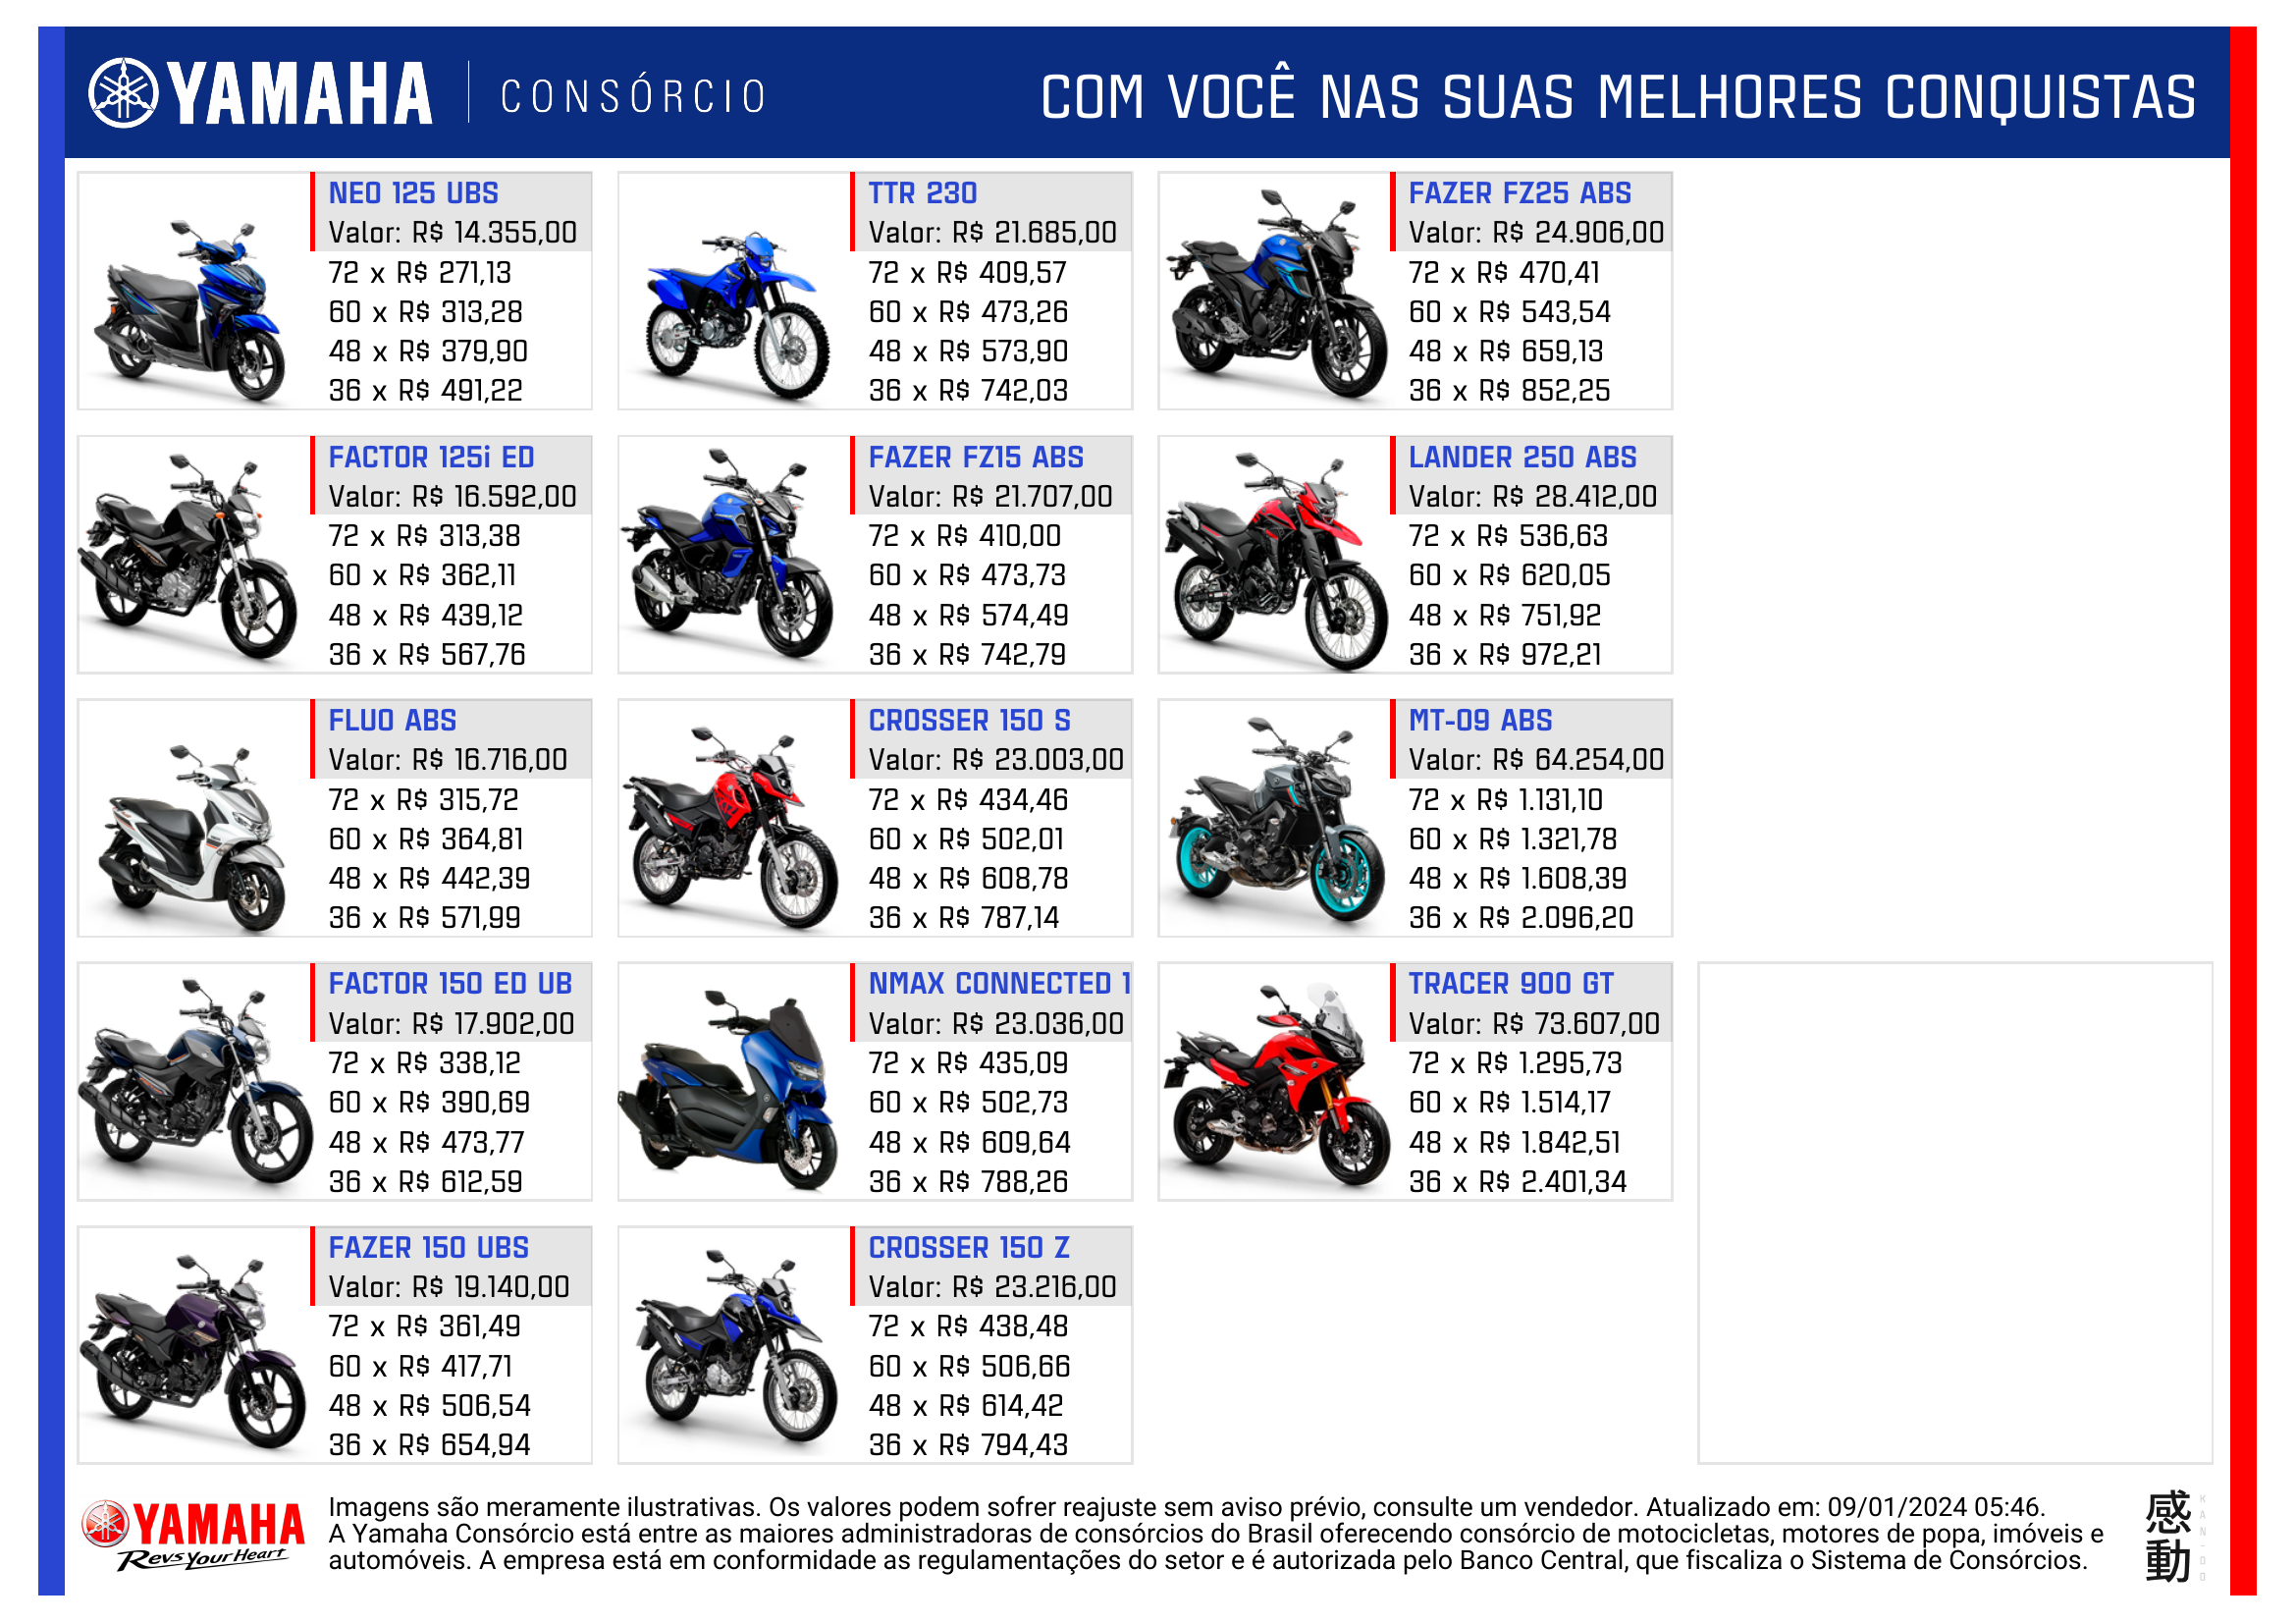 YAMAHA
CONSÓRCIO
COM VOCÊ NAS SUAS MELHORES CONQUISTAS
NEO 125 UBS
Valor: R$ 14.355,00
72 x R$ 271,13
60 x R$ 313,28
48 x R$ 379,90
36 x R$ 491,22
FACTOR 125i ED
Valor: R$ 16.592,00
72 x R$ 313,38
60 x R$ 362,11
48 x R$ 439,12
36 x R$ 567,76
FLUO ABS
Valor: R$ 16.716,00
72 x R$ 315,72
60 x R$ 364,81
48 x R$ 442,39
36 x R$ 571,99
FACTOR 150 ED UB
Valor: R$ 17.902,00
72 x R$ 338,12
60 x R$ 390,69
48 x R$ 473,77
36 x R$ 612,59
FAZER 150 UBS
Valor: R$ 19.140,00
72 x R$ 361,49
60 x R$ 417,71
48 x R$ 506,54
36 x R$ 654,94
TTR 230
Valor: R$ 21.685,00
72 x R$ 409,57
60 x R$ 473,26
48 x R$ 573,90
36 x R$ 742,03
FAZER FZ15 ABS
Valor: R$ 21.707,00
72 x R$ 410,00
60 x R$ 473,73
48 x R$ 574,49
36 x R$ 742,79
CROSSER 150 S
Valor: R$ 23.003,00
72 x R$ 434,46
60 x R$ 502,01
48 x R$ 608,78
36 x R$ 787,14
NMAX CONNECTED 1
Valor: R$ 23.036,00
72 x R$ 435,09
60 x R$ 502,73
48 x R$ 609,64
36 x R$ 788,26
CROSSER 150 Z
Valor: R$ 23.216,00
72 x R$ 438,48
60 x R$ 506,66
48 x R$ 614,42
36 x R$ 794,43
FAZER FZ25 ABS
Valor: R$ 24.906,00
72 x R$ 470,41
60 x R$ 543,54
48 x R$ 659,13
36 x R$ 852,25
LANDER 250 ABS
Valor: R$ 28.412,00
72 x R$ 536,63
60 x R$ 620,05
48 x R$ 751,92
36 x R$ 972,21
MT-09 ABS
Valor: R$ 64.254,00
72 x R$ 1.131,10
60 x R$ 1.321,78
48 x R$ 1.608,39
36 x R$ 2.096,20
TRACER 900 GT
Valor: R$ 73.607,00
72 x R$ 1.295,73
60 x R$ 1.514,17
48 x R$ 1.842,51
36 x R$ 2.401,34
YAMAHA
Revs Your Heart
Imagens são meramente ilustrativas. Os valores podem sofrer reajuste sem aviso prévio, consulte um vendedor. Atualizado em: 09/01/2024 05:46.
A Yamaha Consórcio está entre as maiores administradoras de consórcios do Brasil oferecendo consórcio de motocicletas, motores de popa, imóveis e
automóveis. A empresa está em conformidade as regulamentações do setor e é autorizada pelo Banco Central, que fiscaliza o Sistema de Consórcios.
感動
KAN-DO